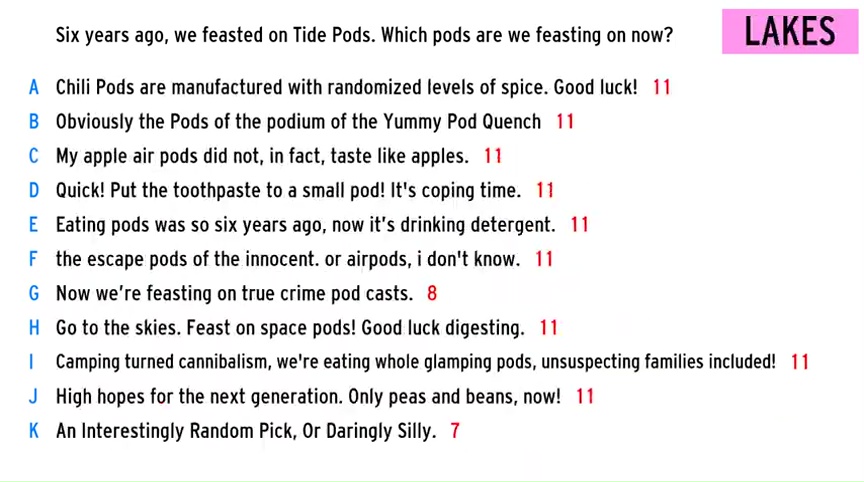 Six years ago, we feasted on Tide Pods. Which pods are we feasting on now?
LAKES
A Chili Pods are manufactured with randomized levels of spice. Good luck! 11
B Obviously the Pods of the podium of the Yummy Pod Quench 11
C My apple air pods did not, in fact, taste like apples. 11
D Quick! Put the toothpaste to a small pod! It's coping time. 11
E Eating pods was so six years ago, now it’s drinking detergent. 11
F the escape pods of the innocent. or airpods, i don't know. 11
G Now we’re feasting on true crime pod casts. 8
H Go to the skies. Feast on space pods! Good luck digesting. 11
I Camping turned cannibalism, we're eating whole glamping pods, unsuspecting families included! 11
J High hopes for the next generation. Only peas and beans, now! 11
K An Interestingly Random Pick, Or Daringly Silly. 7